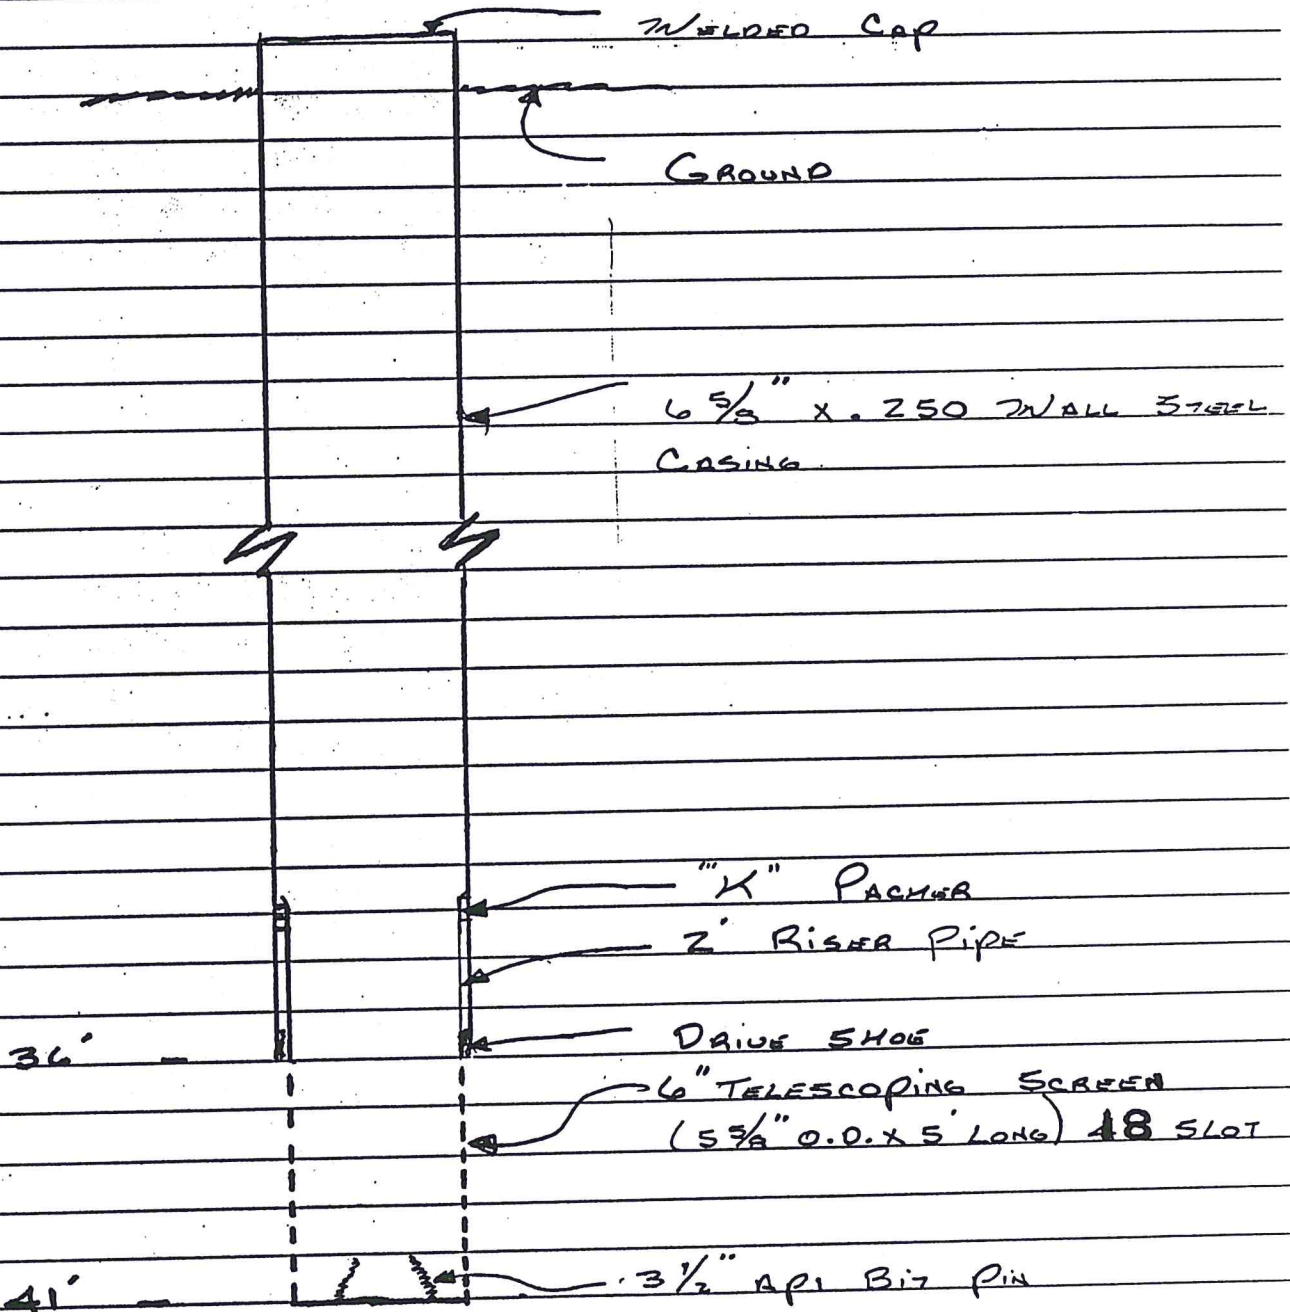 WELDED CAP
GROUND
6 5/8" X .250 WALL STEEL
CASING
"K" PACKER
2' RISER PIPE
36'
DRIVE SHOE
6" TELESCOPING SCREEN
(5 5/8" O.D. X 5' LONG) 18 SLOT
3 1/2" API BIT PIN
41'